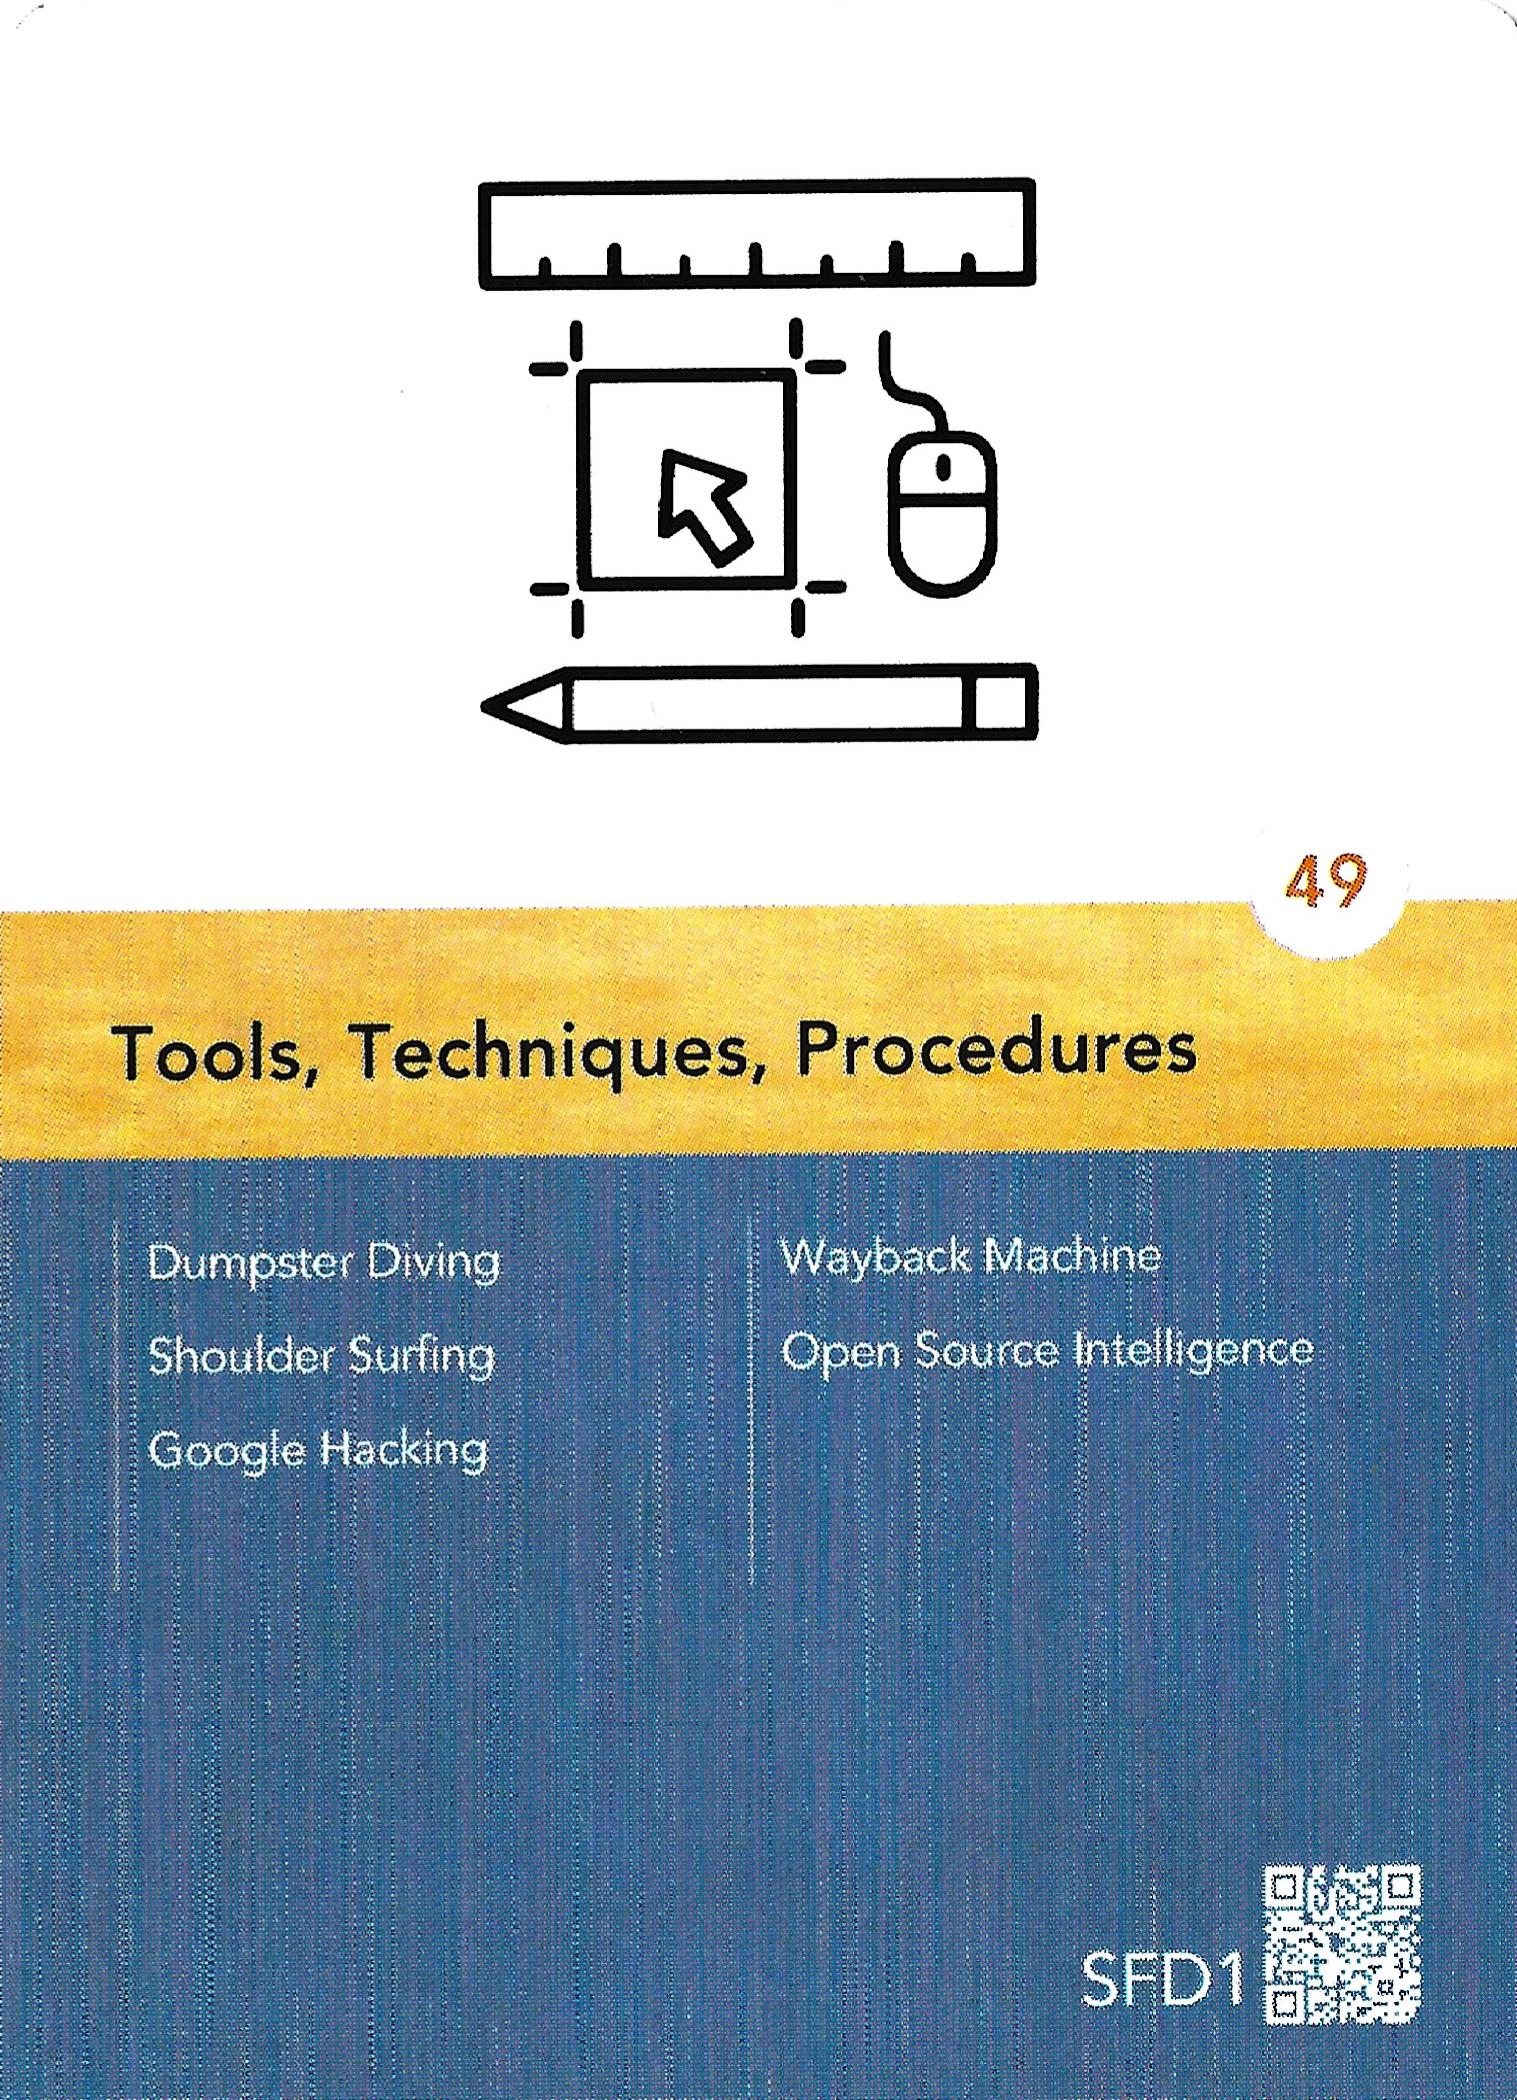 49
Tools, Techniques, Procedures
Dumpster Diving
Shoulder Surfing
Google Hacking
Wayback Machine
Open Source Intelligence
SFD1